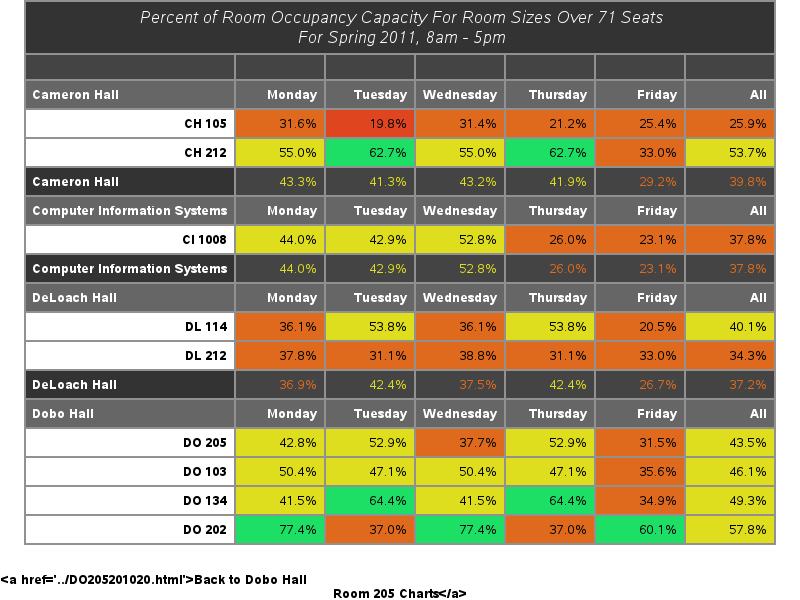 Percent of Room Occupancy Capacity For Room Sizes Over 71 Seats
For Spring 2011, 8am - 5pm
Cameron Hall Monday Tuesday Wednesday Thursday Friday All
CH 105 31.6% 19.8% 31.4% 21.2% 25.4% 25.9%
CH 212 55.0% 62.7% 55.0% 62.7% 33.0% 53.7%
Cameron Hall 43.3% 41.3% 43.2% 41.9% 29.2% 39.8%
Computer Information Systems Monday Tuesday Wednesday Thursday Friday All
CI 1008 44.0% 42.9% 52.8% 26.0% 23.1% 37.8%
Computer Information Systems 44.0% 42.9% 52.8% 26.0% 23.1% 37.8%
DeLoach Hall Monday Tuesday Wednesday Thursday Friday All
DL 114 36.1% 53.8% 36.1% 53.8% 20.5% 40.1%
DL 212 37.8% 31.1% 38.8% 31.1% 33.0% 34.3%
DeLoach Hall 36.9% 42.4% 37.5% 42.4% 26.7% 37.2%
Dobo Hall Monday Tuesday Wednesday Thursday Friday All
DO 205 42.8% 52.9% 37.7% 52.9% 31.5% 43.5%
DO 103 50.4% 47.1% 50.4% 47.1% 35.6% 46.1%
DO 134 41.5% 64.4% 41.5% 64.4% 34.9% 49.3%
DO 202 77.4% 37.0% 77.4% 37.0% 60.1% 57.8%
<a href='../DO205201020.html'>Back to Dobo Hall
Room 205 Charts</a>